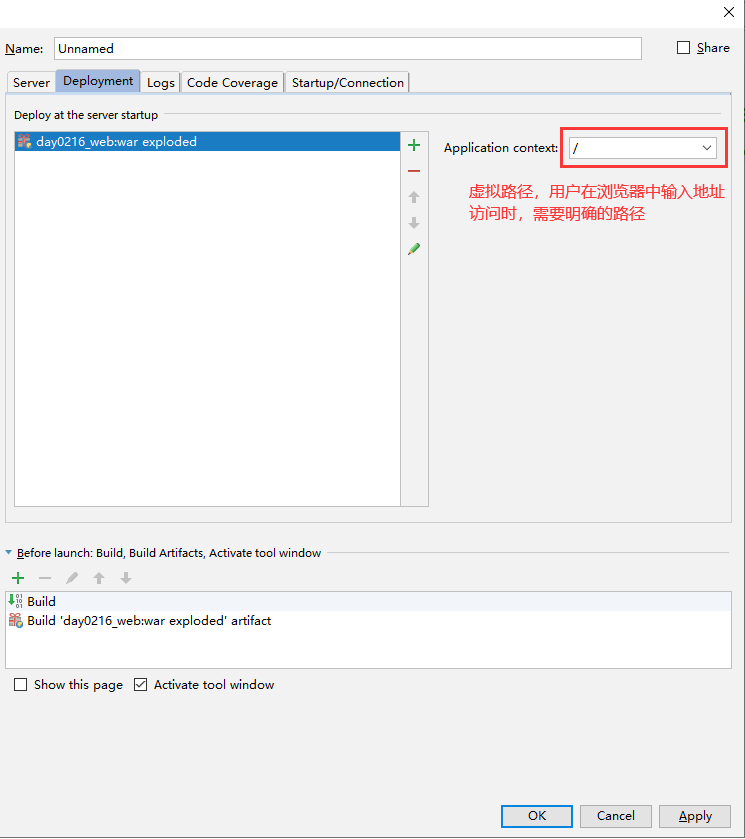 Name:
Unnamed
Share
Server
Deployment
Logs
Code Coverage
Startup/Connection
Deploy at the server startup
day0216_web:war exploded
Application context:
/
虚拟路径，用户在浏览器中输入地址
访问时，需要明确的路径
Before launch: Build, Build Artifacts, Activate tool window
Build
Build 'day0216_web:war exploded' artifact
Show this page
Activate tool window
OK
Cancel
Apply